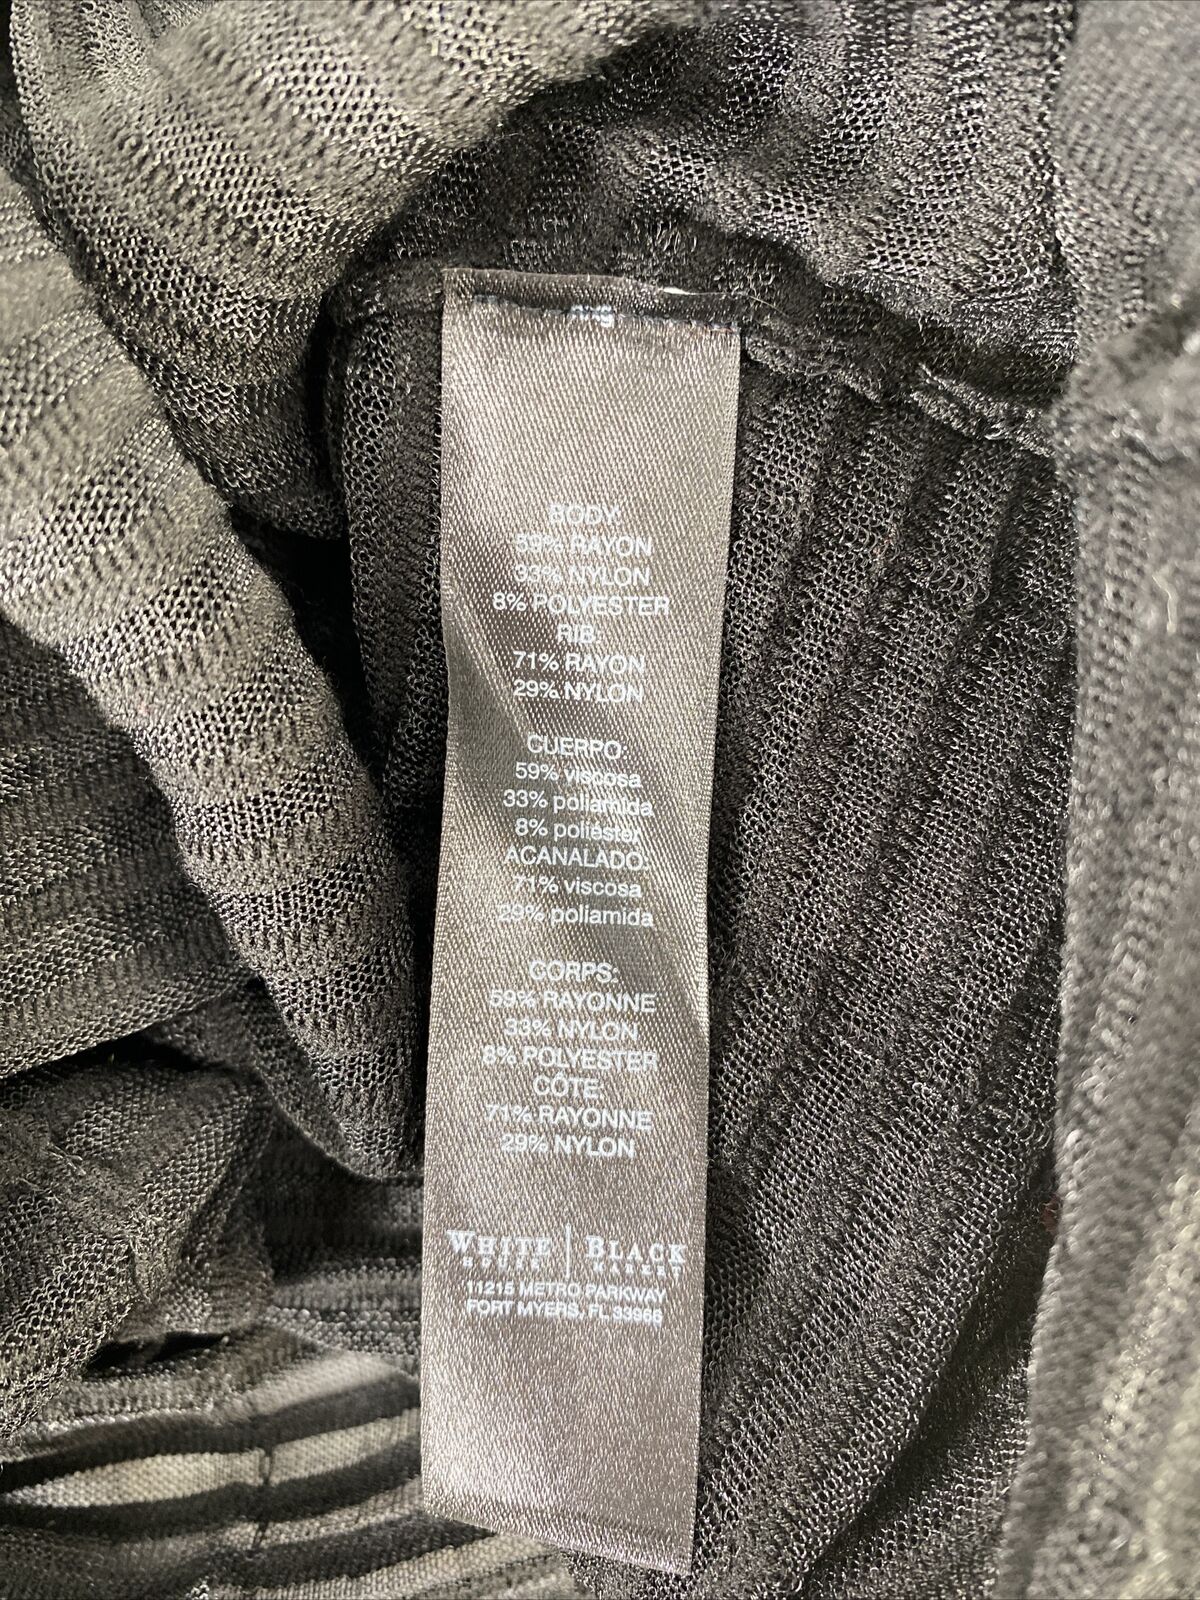 BODY:
59% RAYON
33% NYLON
8% POLYESTER
RIB:
71% RAYON
29% NYLON
CUERPO:
59% viscosa
33% poliamida
8% poliéster
ACANALADO:
71% viscosa
29% poliamida
CORPS:
59% RAYONNE
33% NYLON
8% POLYESTER
CÔTE:
71% RAYONNE
29% NYLON
WHITE | BLACK
HOUSE | MARKET
11215 METRO PARKWAY
FORT MYERS, FL 33966